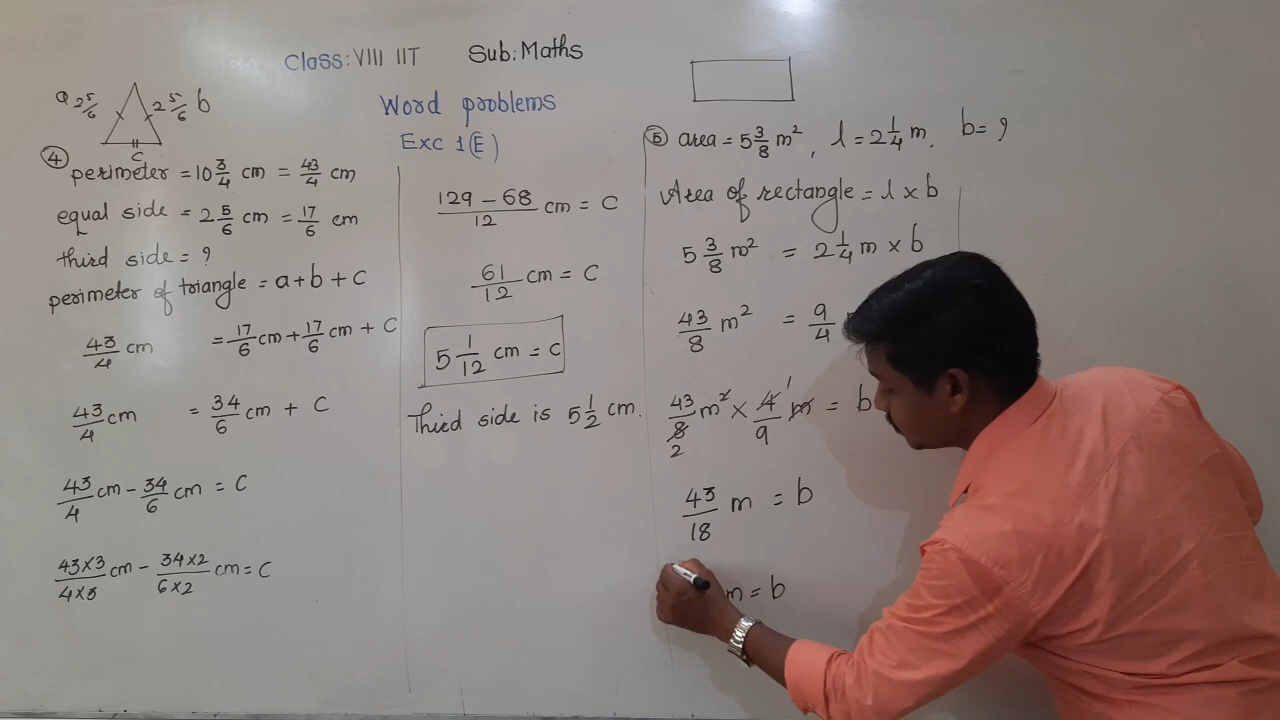 Class: VIII IIT Sub: Maths
Word problems
Exc 1(E)
a 2 5/6 2 5/6 b
c
④ perimeter = 10 3/4 cm = 43/4 cm
equal side = 2 5/6 cm = 17/6 cm
third side = ?
perimeter of triangle = a + b + c
43/4 cm = 17/6 cm + 17/6 cm + C
43/4 cm = 34/6 cm + C
43/4 cm - 34/6 cm = C
43×3/4×3 cm - 34×2/6×2 cm = C
129 - 68/12 cm = C
61/12 cm = C
5 1/12 cm = C
Third side is 5 1/2 cm.
⑤ area = 5 3/8 m², l = 2 1/4 m, b = ?
Area of rectangle = l × b
5 3/8 m² = 2 1/4 m × b
43/8 m² = 9/4
43/8 m² × 4/9 m = b
2 1
43/18 m = b
m = b